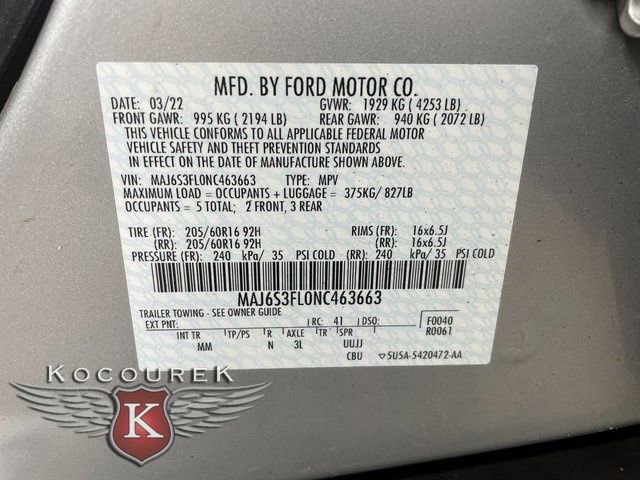 MFD. BY FORD MOTOR CO.
DATE: 03/22 GVWR: 1929 KG ( 4253 LB)
FRONT GAWR: 995 KG ( 2194 LB) REAR GAWR: 940 KG ( 2072 LB)
THIS VEHICLE CONFORMS TO ALL APPLICABLE FEDERAL MOTOR
VEHICLE SAFETY AND THEFT PREVENTION STANDARDS
IN EFFECT ON THE DATE OF MANUFACTURE SHOWN ABOVE.
VIN: MAJ6S3FL0NC463663 TYPE: MPV
MAXIMUM LOAD = OCCUPANTS + LUGGAGE = 375KG/ 827LB
OCCUPANTS = 5 TOTAL; 2 FRONT, 3 REAR
TIRE (FR): 205/60R16 92H RIMS (FR): 16x6.5J
(RR): 205/60R16 92H (RR): 16x6.5J
PRESSURE (FR): 240 kPa/ 35 PSI COLD (RR): 240 kPa/ 35 PSI COLD
MAJ6S3FL0NC463663
TRAILER TOWING - SEE OWNER GUIDE
EXT PNT: RC: 41 DSO: F0040
R0061
INT TR TP/PS R AXLE TR SPR
MM N 3L UUJJ
CBU ▽5U5A-5420472-AA
KOCOUREK
K